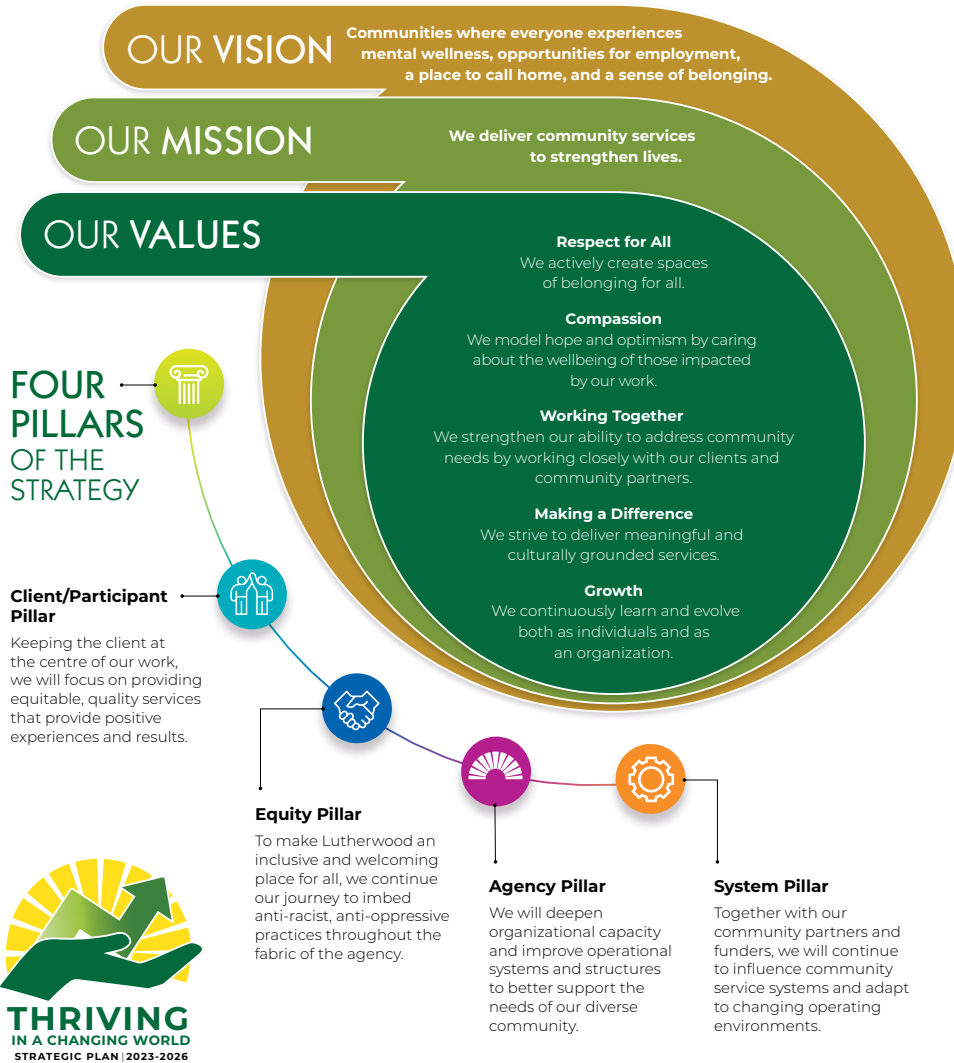 OUR VISION
Communities where everyone experiences
mental wellness, opportunities for employment,
a place to call home, and a sense of belonging.
OUR MISSION
We deliver community services
to strengthen lives.
OUR VALUES
Respect for All
We actively create spaces
of belonging for all.
Compassion
We model hope and optimism by caring
about the wellbeing of those impacted
by our work.
Working Together
We strengthen our ability to address community
needs by working closely with our clients and
community partners.
Making a Difference
We strive to deliver meaningful and
culturally grounded services.
Growth
We continuously learn and evolve
both as individuals and as
an organization.
FOUR
PILLARS
OF THE
STRATEGY
Client/Participant
Pillar
Keeping the client at
the centre of our work,
we will focus on providing
equitable, quality services
that provide positive
experiences and results.
Equity Pillar
To make Lutherwood an
inclusive and welcoming
place for all, we continue
our journey to imbed
anti-racist, anti-oppressive
practices throughout the
fabric of the agency.
Agency Pillar
We will deepen
organizational capacity
and improve operational
systems and structures
to better support the
needs of our diverse
community.
System Pillar
Together with our
community partners and
funders, we will continue
to influence community
service systems and adapt
to changing operating
environments.
THRIVING
IN A CHANGING WORLD
STRATEGIC PLAN | 2023-2026